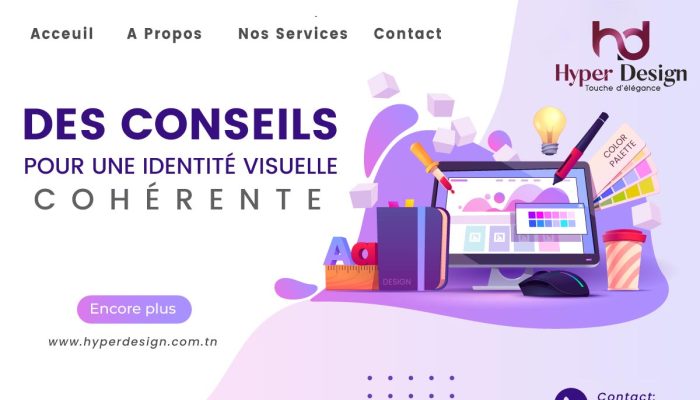 Acceuil A Propos Nos Services Contact
hd
Hyper Design
Touche d'élégance
DES CONSEILS
POUR UNE IDENTITÉ VISUELLE
COHÉRENTE
COLOR
PALETTE
Aa
DESIGN
Encore plus
www.hyperdesign.com.tn
Contact: